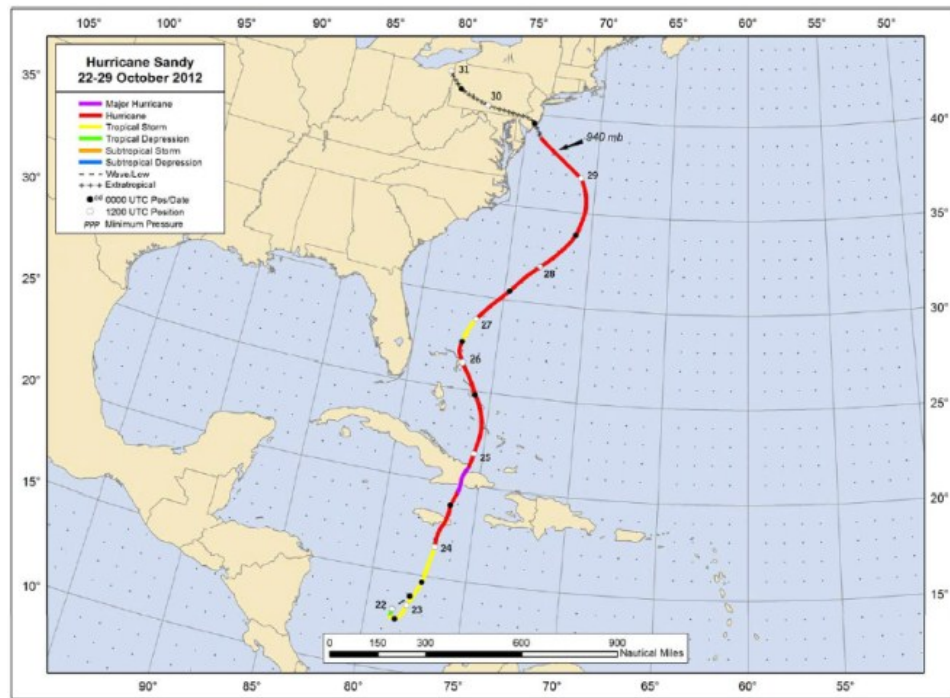 105° 100° 95° 90° 85° 80° 75° 70° 65° 60° 55° 50°
Hurricane Sandy
22-29 October 2012
Major Hurricane
Hurricane
Tropical Storm
Tropical Depression
Subtropical Storm
Subtropical Depression
Wave/Low
Extratropical
0000 UTC Pos/Date
1200 UTC Position
PPP Minimum Pressure
35°
30°
25°
20°
15°
10°
40°
35°
30°
25°
20°
15°
31
30
940 mb
29
28
27
26
25
24
23
22
0 150 300 600 900
Nautical Miles
90° 85° 80° 75° 70° 65° 60° 55°